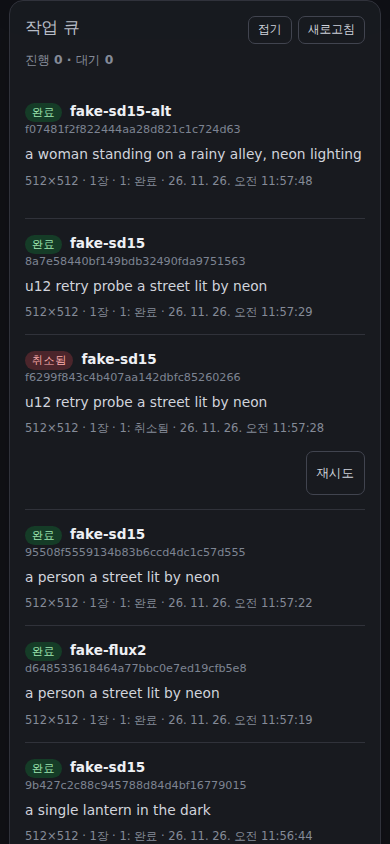 작업 큐
접기
새로고침
진행 0 · 대기 0
완료 fake-sd15-alt
f07481f2f822444aa28d821c1c724d63
a woman standing on a rainy alley, neon lighting
512×512 · 1장 · 1: 완료 · 26. 11. 26. 오전 11:57:48
완료 fake-sd15
8a7e58440bf149bdb32490fda9751563
u12 retry probe a street lit by neon
512×512 · 1장 · 1: 완료 · 26. 11. 26. 오전 11:57:29
취소됨 fake-sd15
f6299f843c4b407aa142dbfc85260266
u12 retry probe a street lit by neon
512×512 · 1장 · 1: 취소됨 · 26. 11. 26. 오전 11:57:28
재시도
완료 fake-sd15
95508f5559134b83b6ccd4dc1c57d555
a person a street lit by neon
512×512 · 1장 · 1: 완료 · 26. 11. 26. 오전 11:57:22
완료 fake-flux2
d648533618464a77bbc0e7ed19cfb5e8
a person a street lit by neon
512×512 · 1장 · 1: 완료 · 26. 11. 26. 오전 11:57:19
완료 fake-sd15
9b427c2c88c945788d84d4bf16779015
a single lantern in the dark
512×512 · 1장 · 1: 완료 · 26. 11. 26. 오전 11:56:44